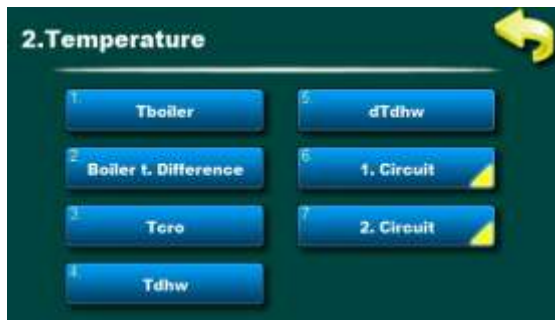 2.Temperature
1. Tboiler
2 Boiler t. Difference
3. Tcro
4. Tdhw
5. dTdhw
6 1. Circuit
7 2. Circuit